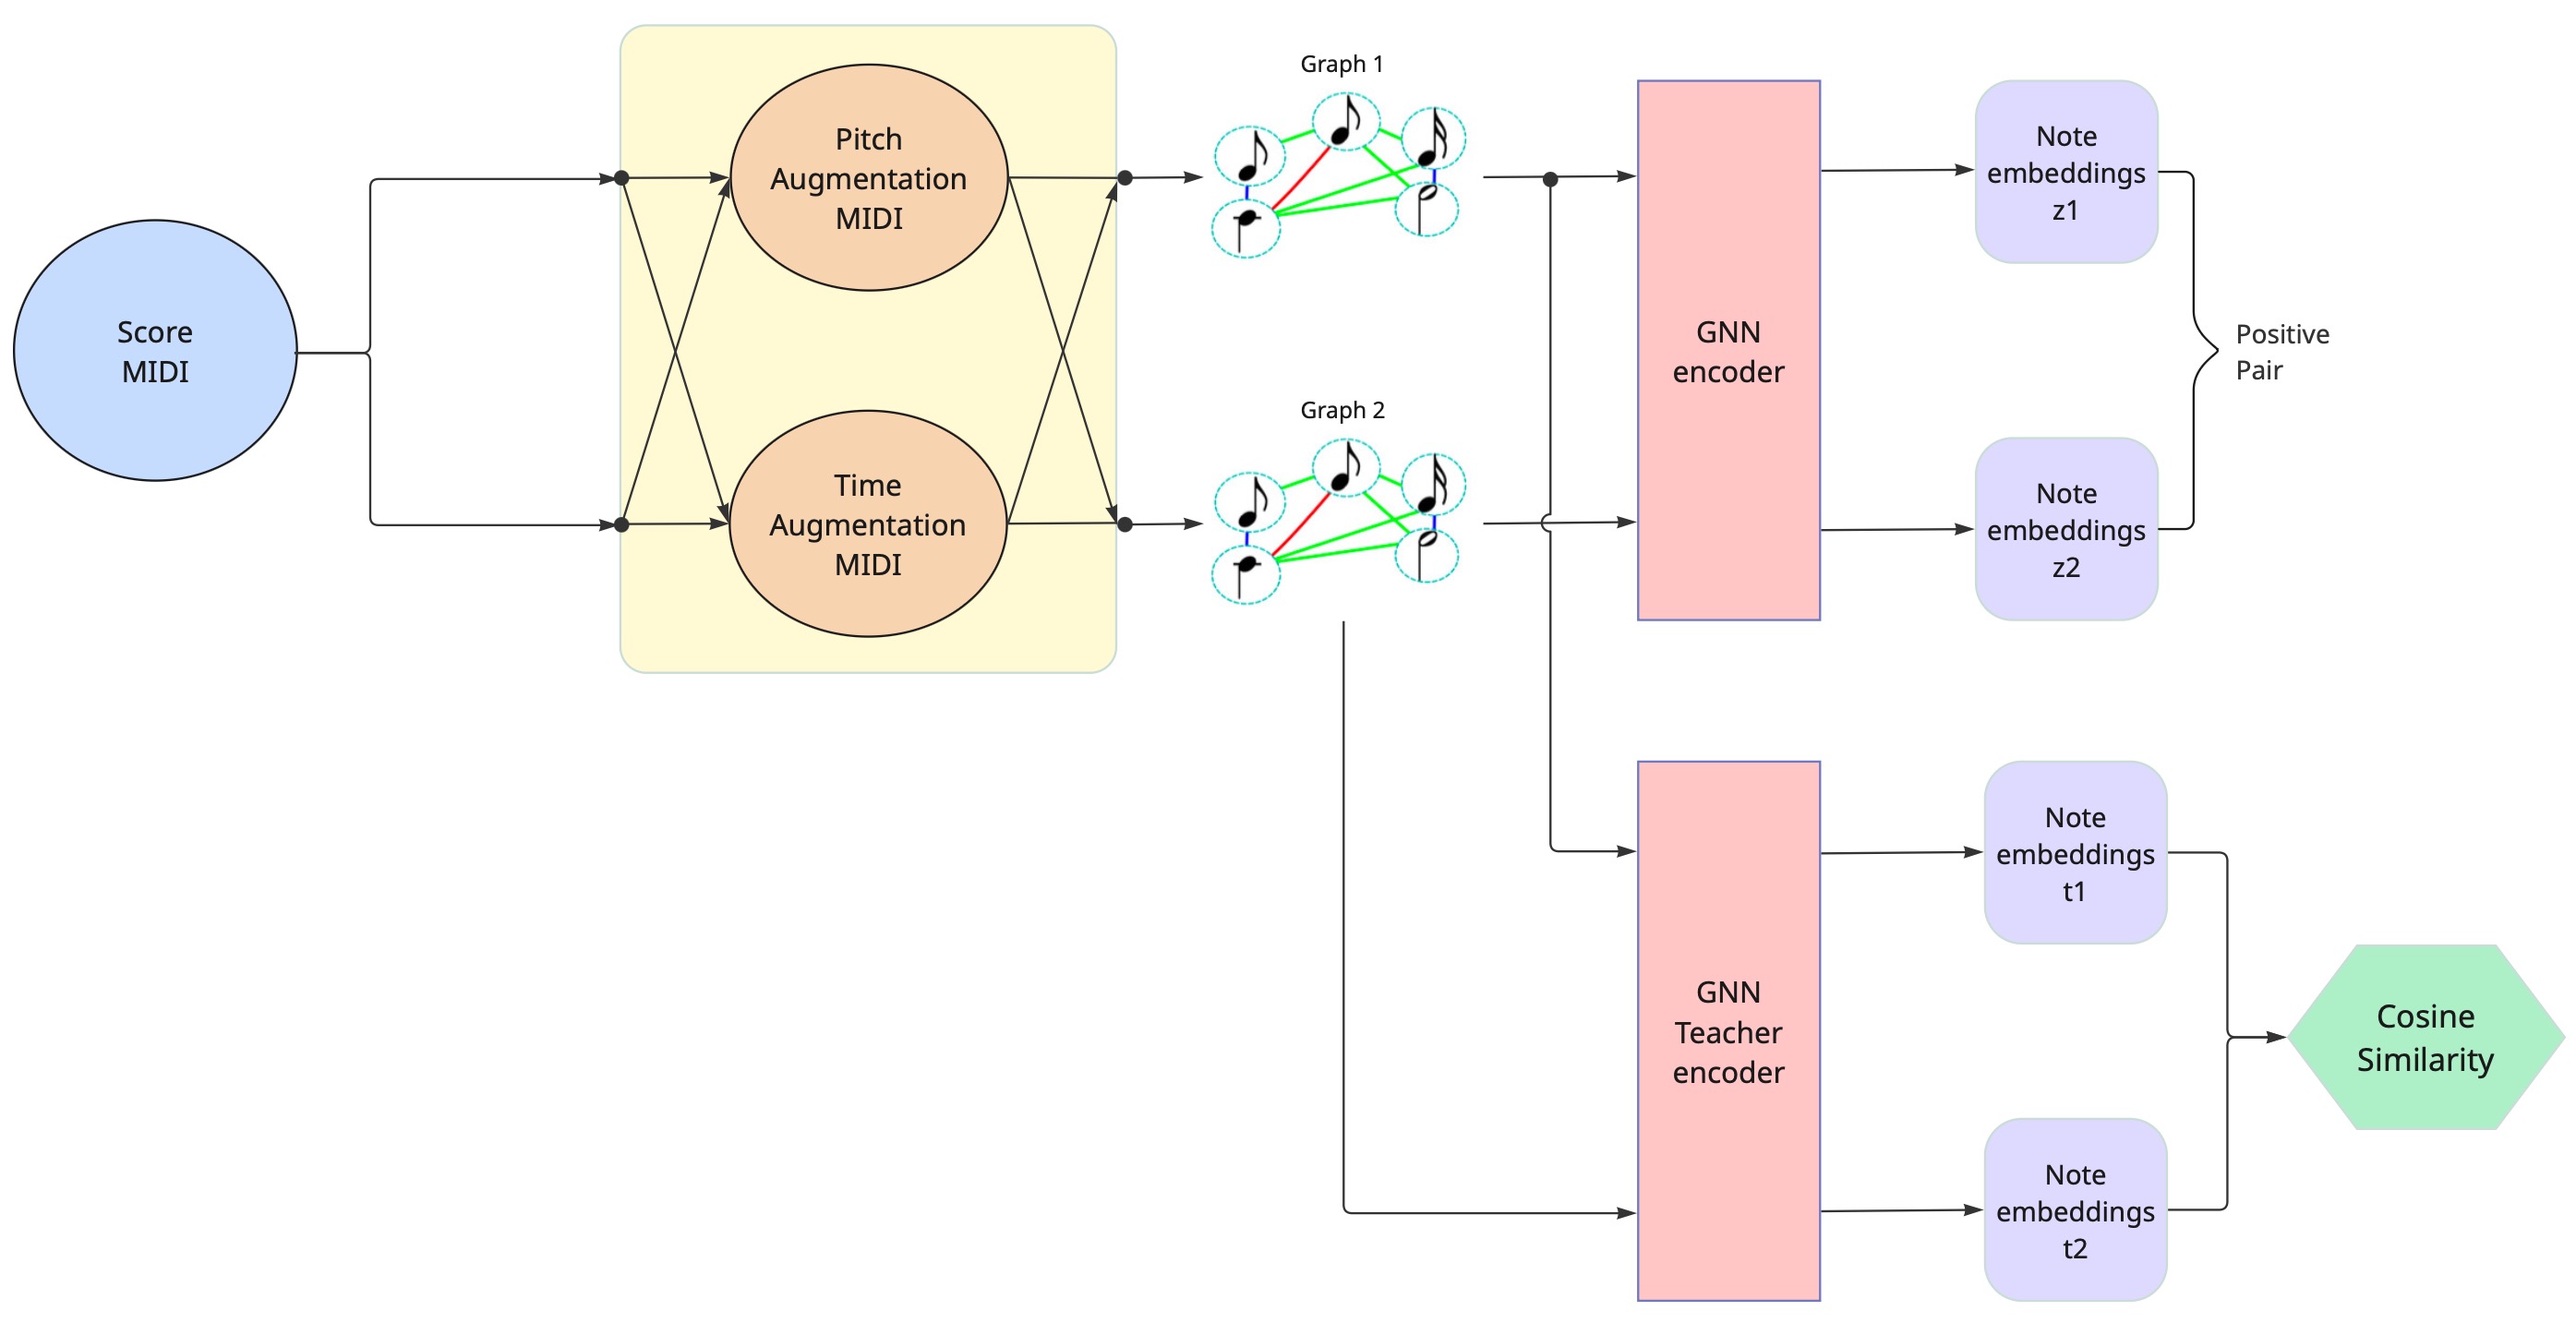 Score
MIDI
Pitch
Augmentation
MIDI
Time
Augmentation
MIDI
Graph 1
Graph 2
GNN
encoder
Note
embeddings
z1
Note
embeddings
z2
Positive
Pair
GNN
Teacher
encoder
Note
embeddings
t1
Note
embeddings
t2
Cosine
Similarity